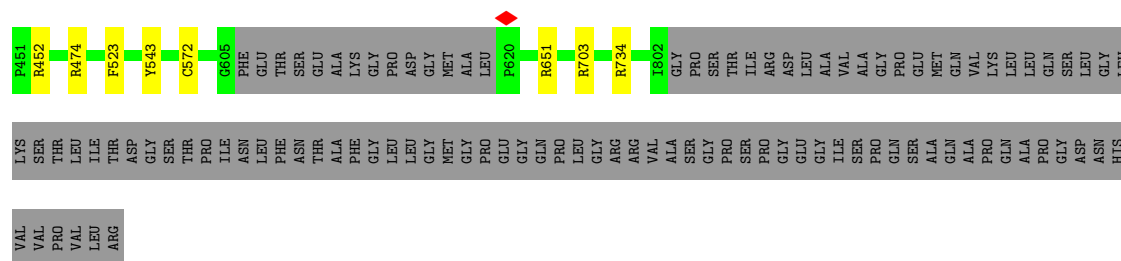 P451 R452 R474 F523 Y543 C572 G605 PHE GLU THR SER GLU ALA LYS GLY PRO ASP GLY MET ALA LEU P620 R651 R703 R734 I802 GLY PRO SER THR ILE ARG ASP LEU ALA VAL ALA GLY PRO GLU MET GLN VAL LYS LEU LEU GLN SER LEU GLY
LYS SER THR LEU ILE THR ASP GLY SER THR PRO ILE ASN LEU PHE ASN THR ALA PHE GLY LEU LEU GLY MET GLY PRO GLU GLY GLN PRO LEU GLY ARG ARG VAL ALA SER GLY PRO SER PRO GLY GLU GLY ILE SER PRO GLN SER ALA GLN ALA PRO GLN ALA PRO GLY ASP ASN HIS
VAL VAL PRO VAL LEU ARG